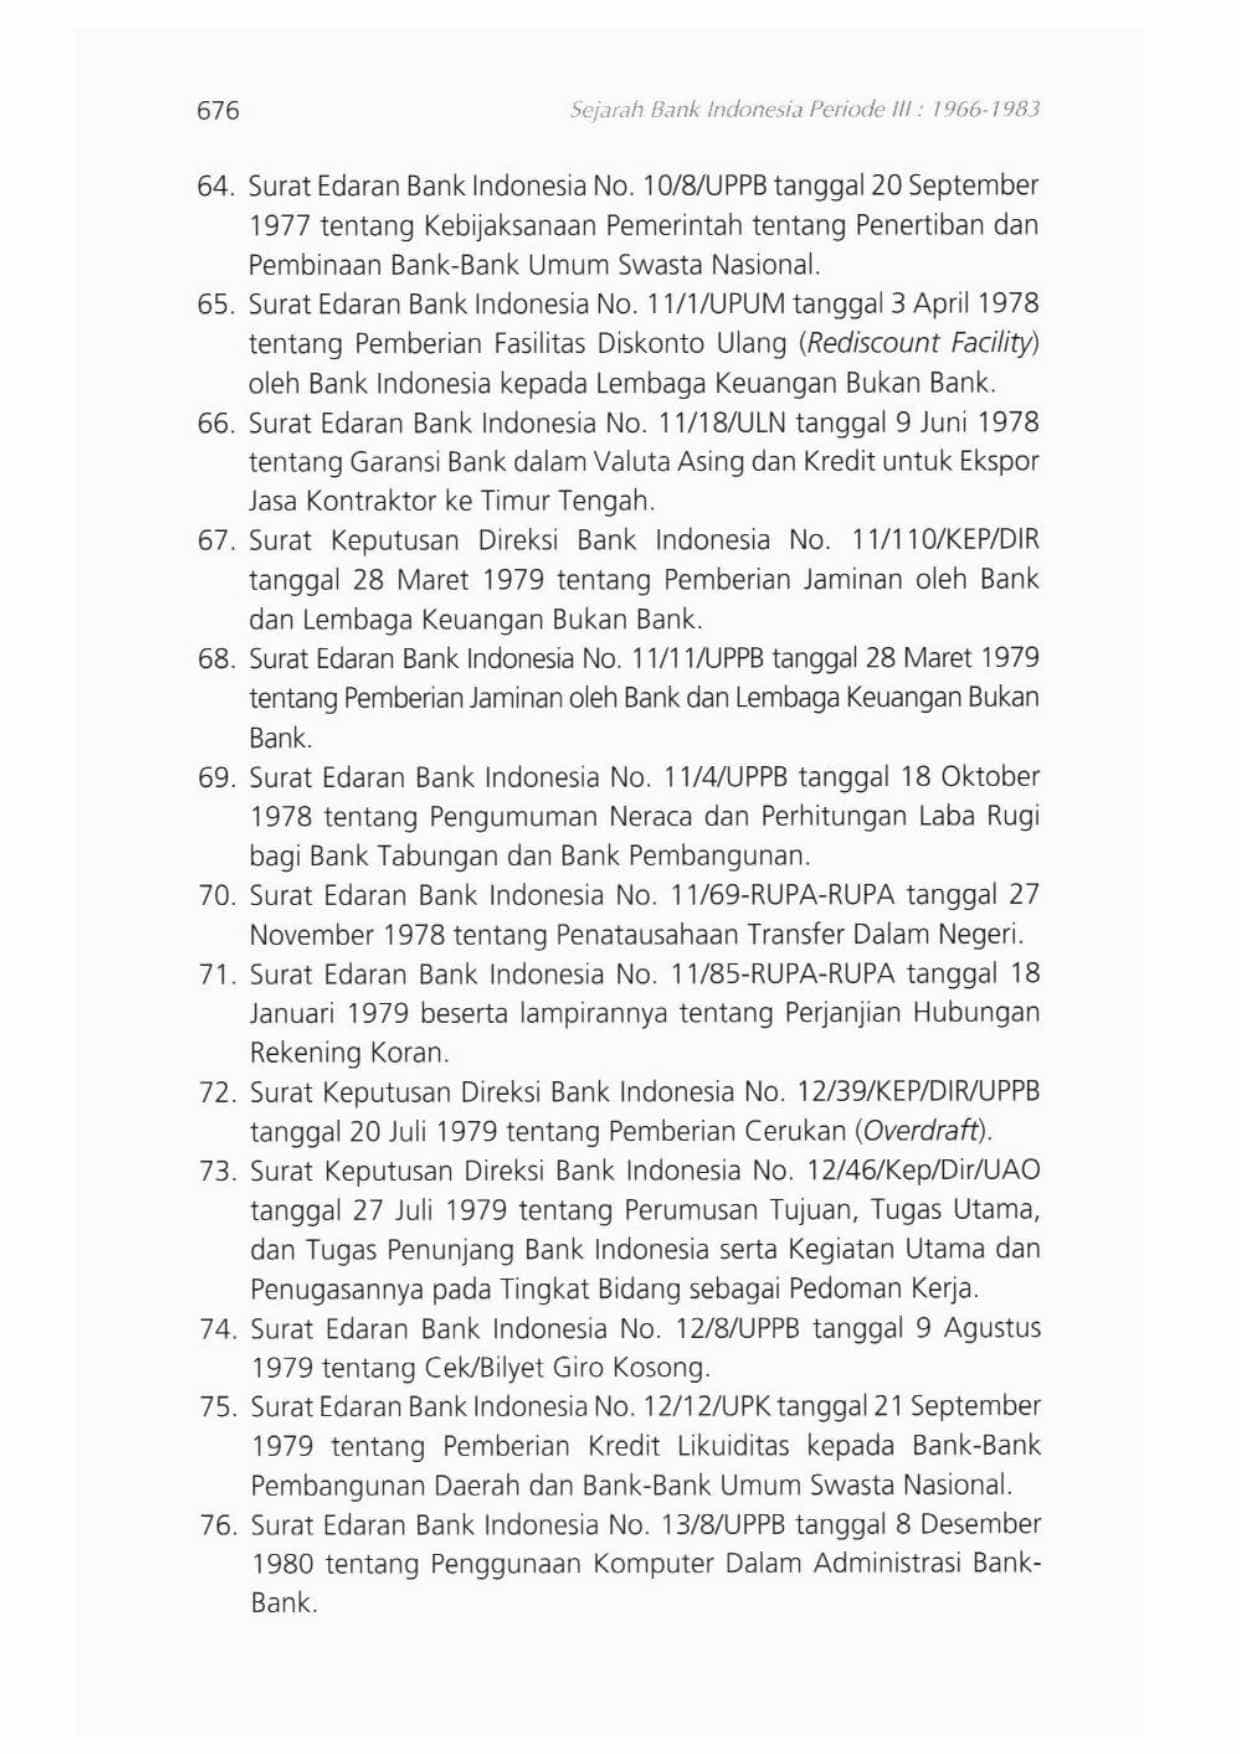 676
Sejarah Bank Indonesia Periode III : 1966-1983
64. Surat Edaran Bank Indonesia No. 10/8/UPPB tanggal 20 September
1977 tentang Kebijaksanaan Pemerintah tentang Penertiban dan
Pembinaan Bank-Bank Umum Swasta Nasional.
65. Surat Edaran Bank Indonesia No. 11/1/UPUM tanggal 3 April 1978
tentang Pemberian Fasilitas Diskonto Ulang (Rediscount Facility)
oleh Bank Indonesia kepada Lembaga Keuangan Bukan Bank.
66. Surat Edaran Bank Indonesia No. 11/18/ULN tanggal 9 Juni 1978
tentang Garansi Bank dalam Valuta Asing dan Kredit untuk Ekspor
Jasa Kontraktor ke Timur Tengah.
67. Surat Keputusan Direksi Bank Indonesia No. 11/110/KEP/DIR
tanggal 28 Maret 1979 tentang Pemberian Jaminan oleh Bank
dan Lembaga Keuangan Bukan Bank.
68. Surat Edaran Bank Indonesia No. 11/11/UPPB tanggal 28 Maret 1979
tentang Pemberian Jaminan oleh Bank dan Lembaga Keuangan Bukan
Bank.
69. Surat Edaran Bank Indonesia No. 11/4/UPPB tanggal 18 Oktober
1978 tentang Pengumuman Neraca dan Perhitungan Laba Rugi
bagi Bank Tabungan dan Bank Pembangunan.
70. Surat Edaran Bank Indonesia No. 11/69-RUPA-RUPA tanggal 27
November 1978 tentang Penatausahaan Transfer Dalam Negeri.
71. Surat Edaran Bank Indonesia No. 11/85-RUPA-RUPA tanggal 18
Januari 1979 beserta lampirannya tentang Perjanjian Hubungan
Rekening Koran.
72. Surat Keputusan Direksi Bank Indonesia No. 12/39/KEP/DIR/UPPB
tanggal 20 Juli 1979 tentang Pemberian Cerukan (Overdraft).
73. Surat Keputusan Direksi Bank Indonesia No. 12/46/Kep/Dir/UAO
tanggal 27 Juli 1979 tentang Perumusan Tujuan, Tugas Utama,
dan Tugas Penunjang Bank Indonesia serta Kegiatan Utama dan
Penugasannya pada Tingkat Bidang sebagai Pedoman Kerja.
74. Surat Edaran Bank Indonesia No. 12/8/UPPB tanggal 9 Agustus
1979 tentang Cek/Bilyet Giro Kosong.
75. Surat Edaran Bank Indonesia No. 12/12/UPK tanggal 21 September
1979 tentang Pemberian Kredit Likuiditas kepada Bank-Bank
Pembangunan Daerah dan Bank-Bank Umum Swasta Nasional.
76. Surat Edaran Bank Indonesia No. 13/8/UPPB tanggal 8 Desember
1980 tentang Penggunaan Komputer Dalam Administrasi Bank-
Bank.